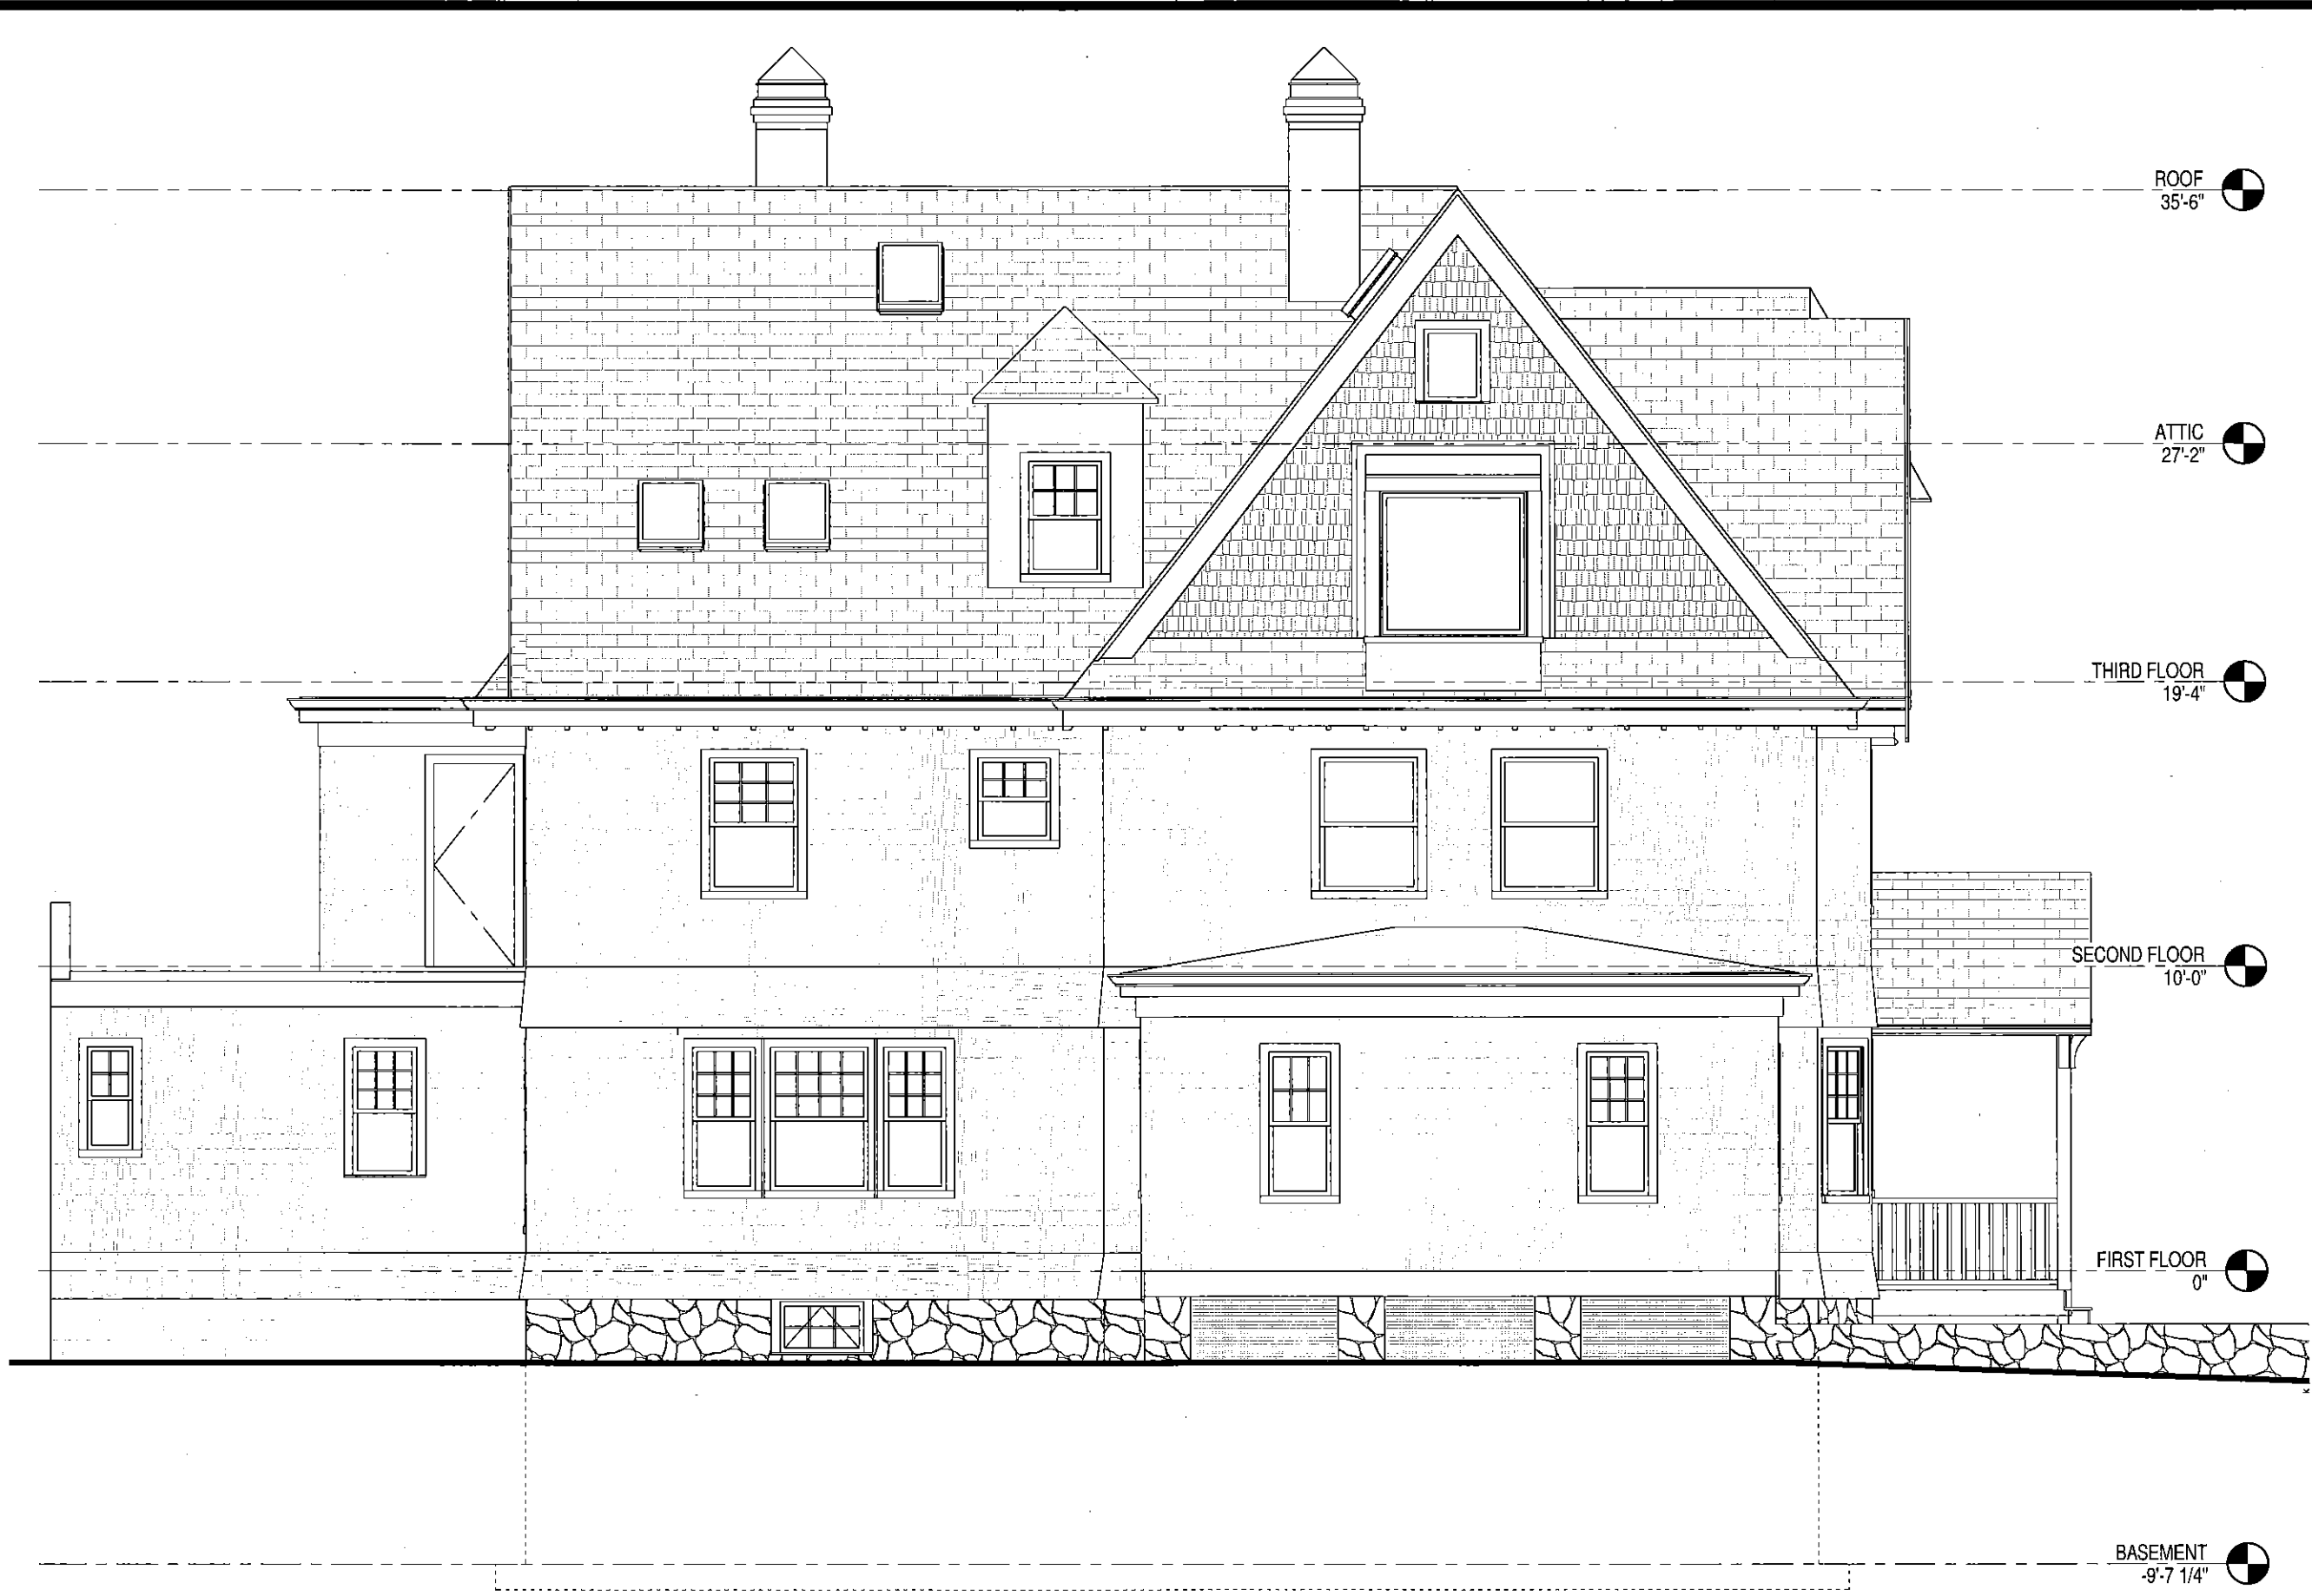 ROOF
35'-6"
ATTIC
27'-2"
THIRD FLOOR
19'-4"
SECOND FLOOR
10'-0"
FIRST FLOOR
0"
BASEMENT
-9'-7 1/4"